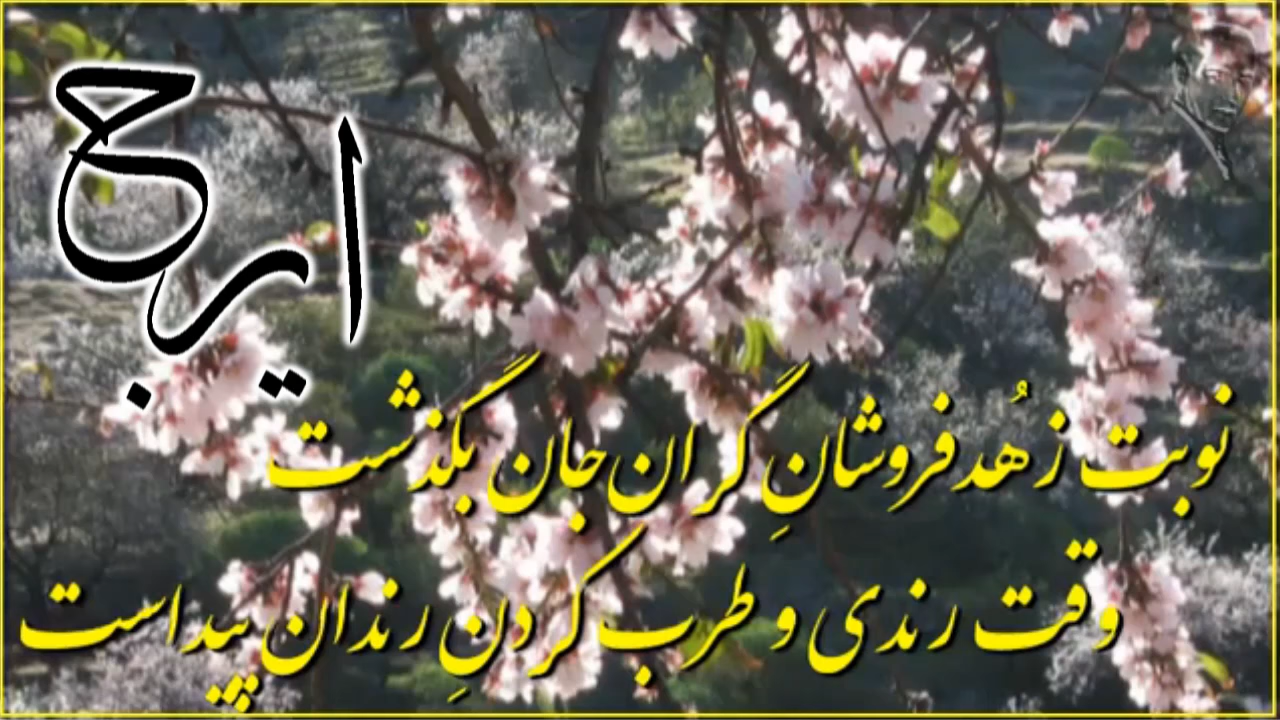 ایرج
نوبت زُهدفروشانِ گران‌جان بگذشت
وقت رندی و طرب کردنِ رندان پیداست